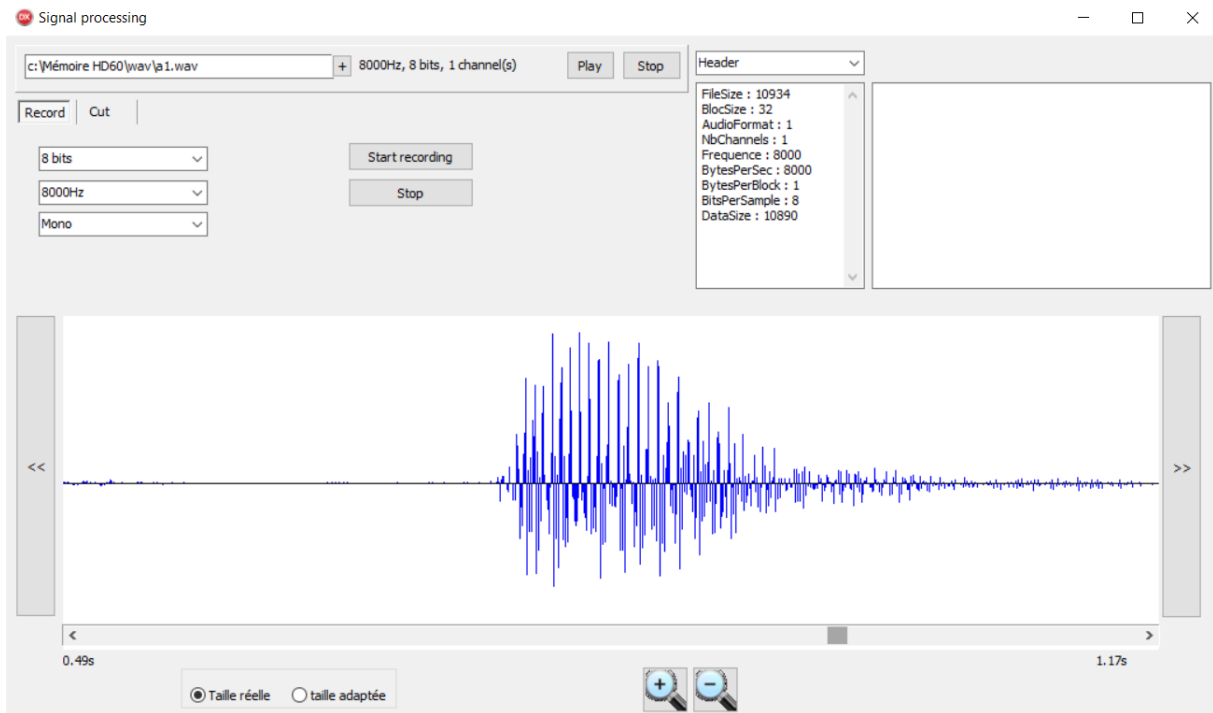 Signal processing
c:\Mémoire HD60\wav\a1.wav + 8000Hz, 8 bits, 1 channel(s) Play Stop
Header
Record Cut
8 bits
8000Hz
Mono
Start recording
Stop
FileSize : 10934
BlocSize : 32
AudioFormat : 1
NbChannels : 1
Frequence : 8000
BytesPerSec : 8000
BytesPerBlock : 1
BitsPerSample : 8
DataSize : 10890
<<
>>
0.49s 1.17s
Taille réelle taille adaptée